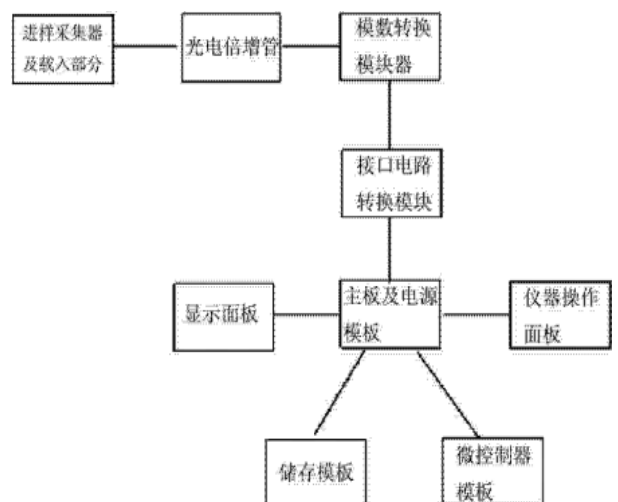 进样采集器
及载入部分
光电倍增管
模数转换
模块器
接口电路
转换模块
显示面板
主板及电源
模板
仪器操作
面板
储存模板
微控制器
模板